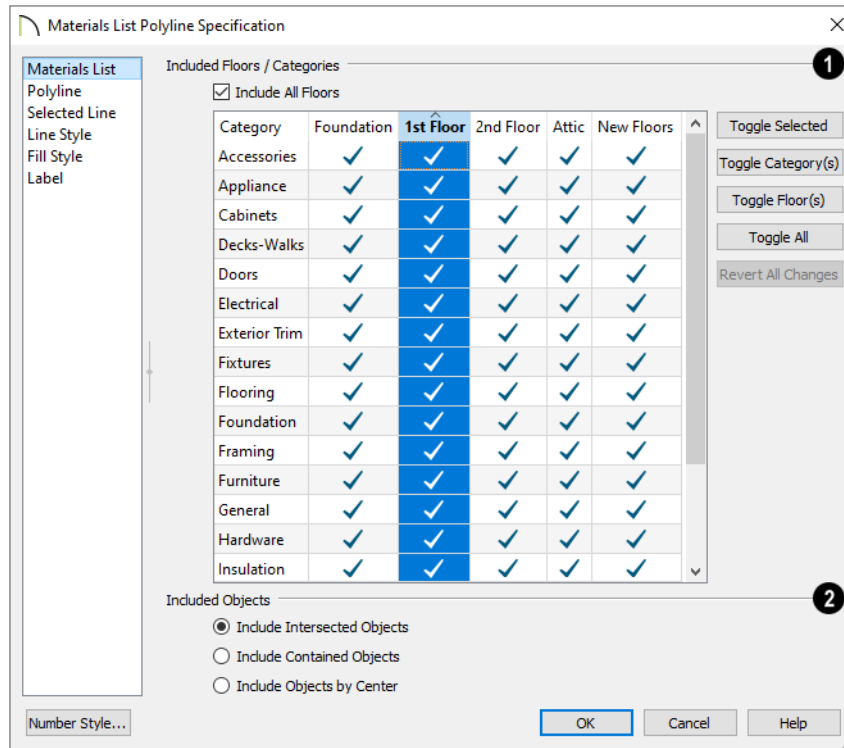 Materials List Polyline Specification
Materials List
Polyline
Selected Line
Line Style
Fill Style
Label
Included Floors / Categories
1
Include All Floors
Category Foundation 1st Floor 2nd Floor Attic New Floors
Accessories
Appliance
Cabinets
Decks-Walks
Doors
Electrical
Exterior Trim
Fixtures
Flooring
Foundation
Framing
Furniture
General
Hardware
Insulation
Toggle Selected
Toggle Category(s)
Toggle Floor(s)
Toggle All
Revert All Changes
Included Objects
2
Include Intersected Objects
Include Contained Objects
Include Objects by Center
Number Style... OK Cancel Help